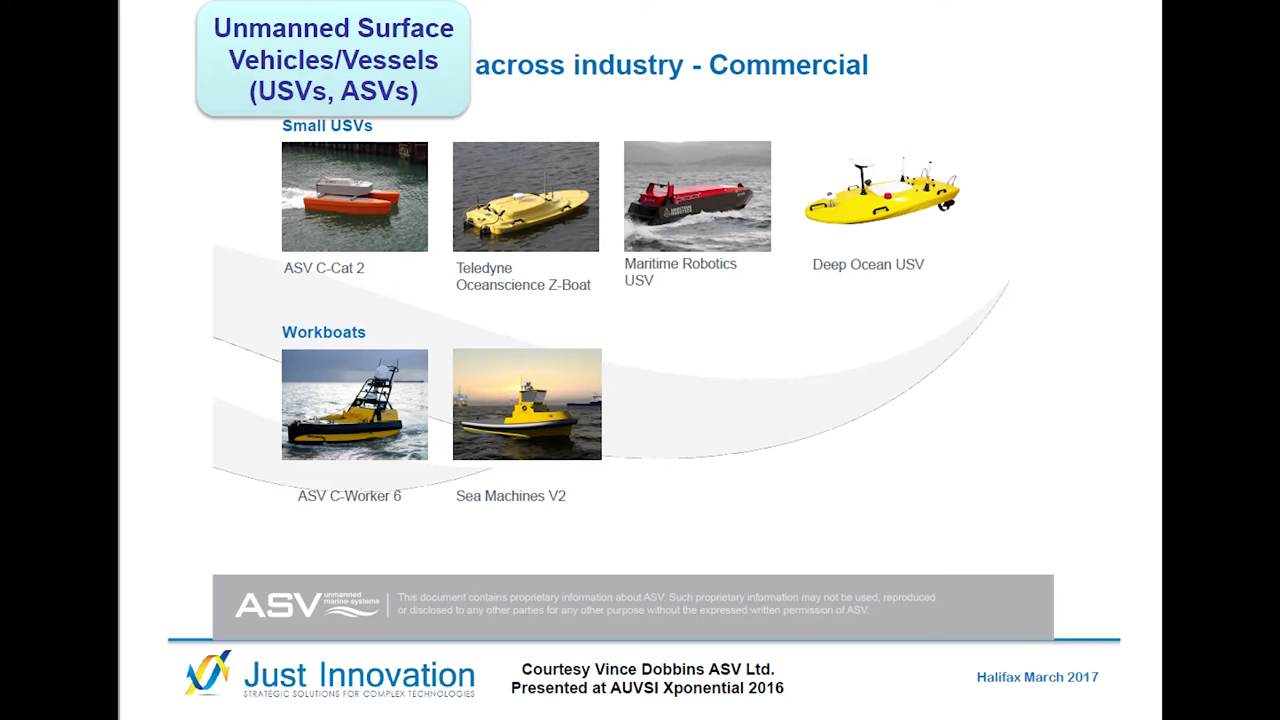 Unmanned Surface
Vehicles/Vessels
(USVs, ASVs)
across industry - Commercial
Small USVs
ASV C-Cat 2
Teledyne
Oceanscience Z-Boat
Maritime Robotics
USV
Deep Ocean USV
Workboats
ASV C-Worker 6
Sea Machines V2
ASV unmanned
marine systems
This document contains proprietary information about ASV. Such proprietary information may not be used, reproduced
or disclosed to any other parties for any other purpose without the expressed written permission of ASV.
Just Innovation
STRATEGIC SOLUTIONS FOR COMPLEX TECHNOLOGIES
Courtesy Vince Dobbins ASV Ltd.
Presented at AUVSI Xponential 2016
Halifax March 2017